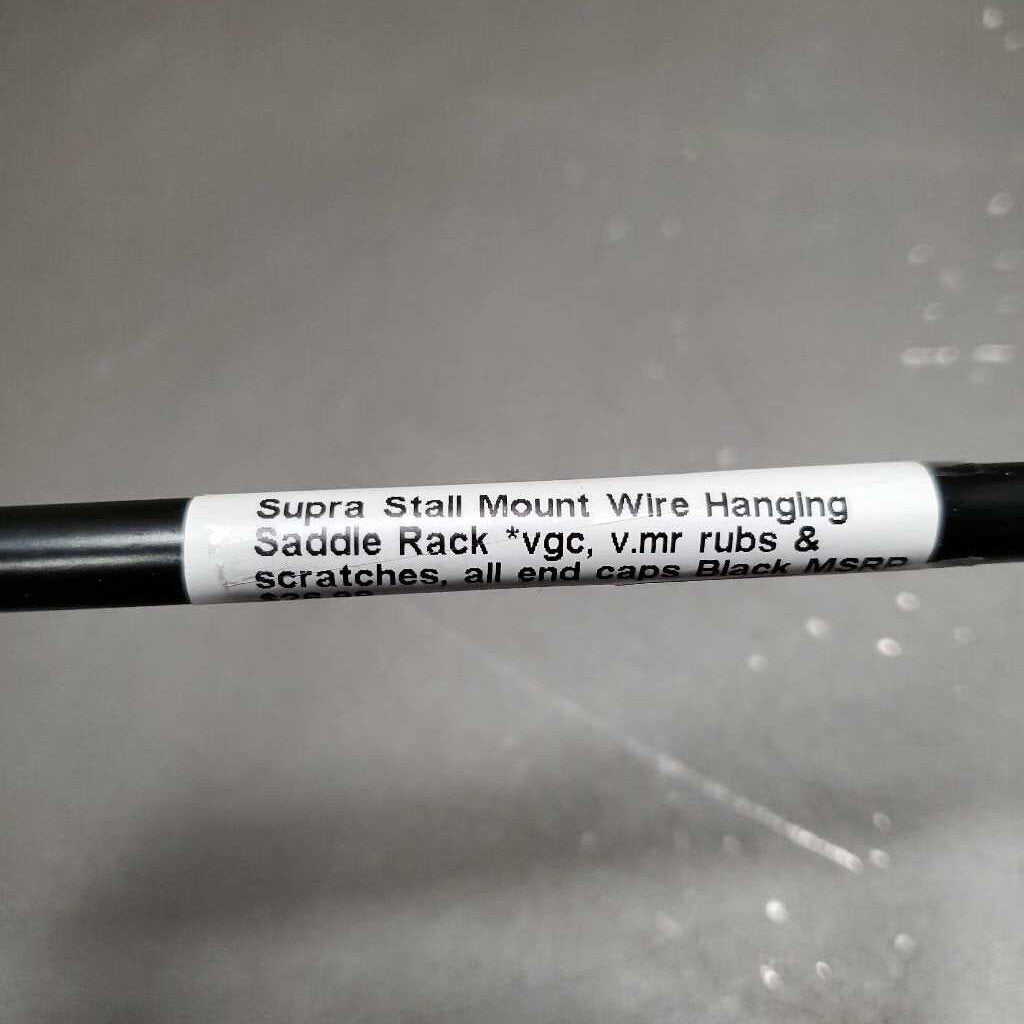 Supra Stall Mount Wire Hanging
Saddle Rack *vgc, v.mr rubs &
scratches, all end caps Black MSRP